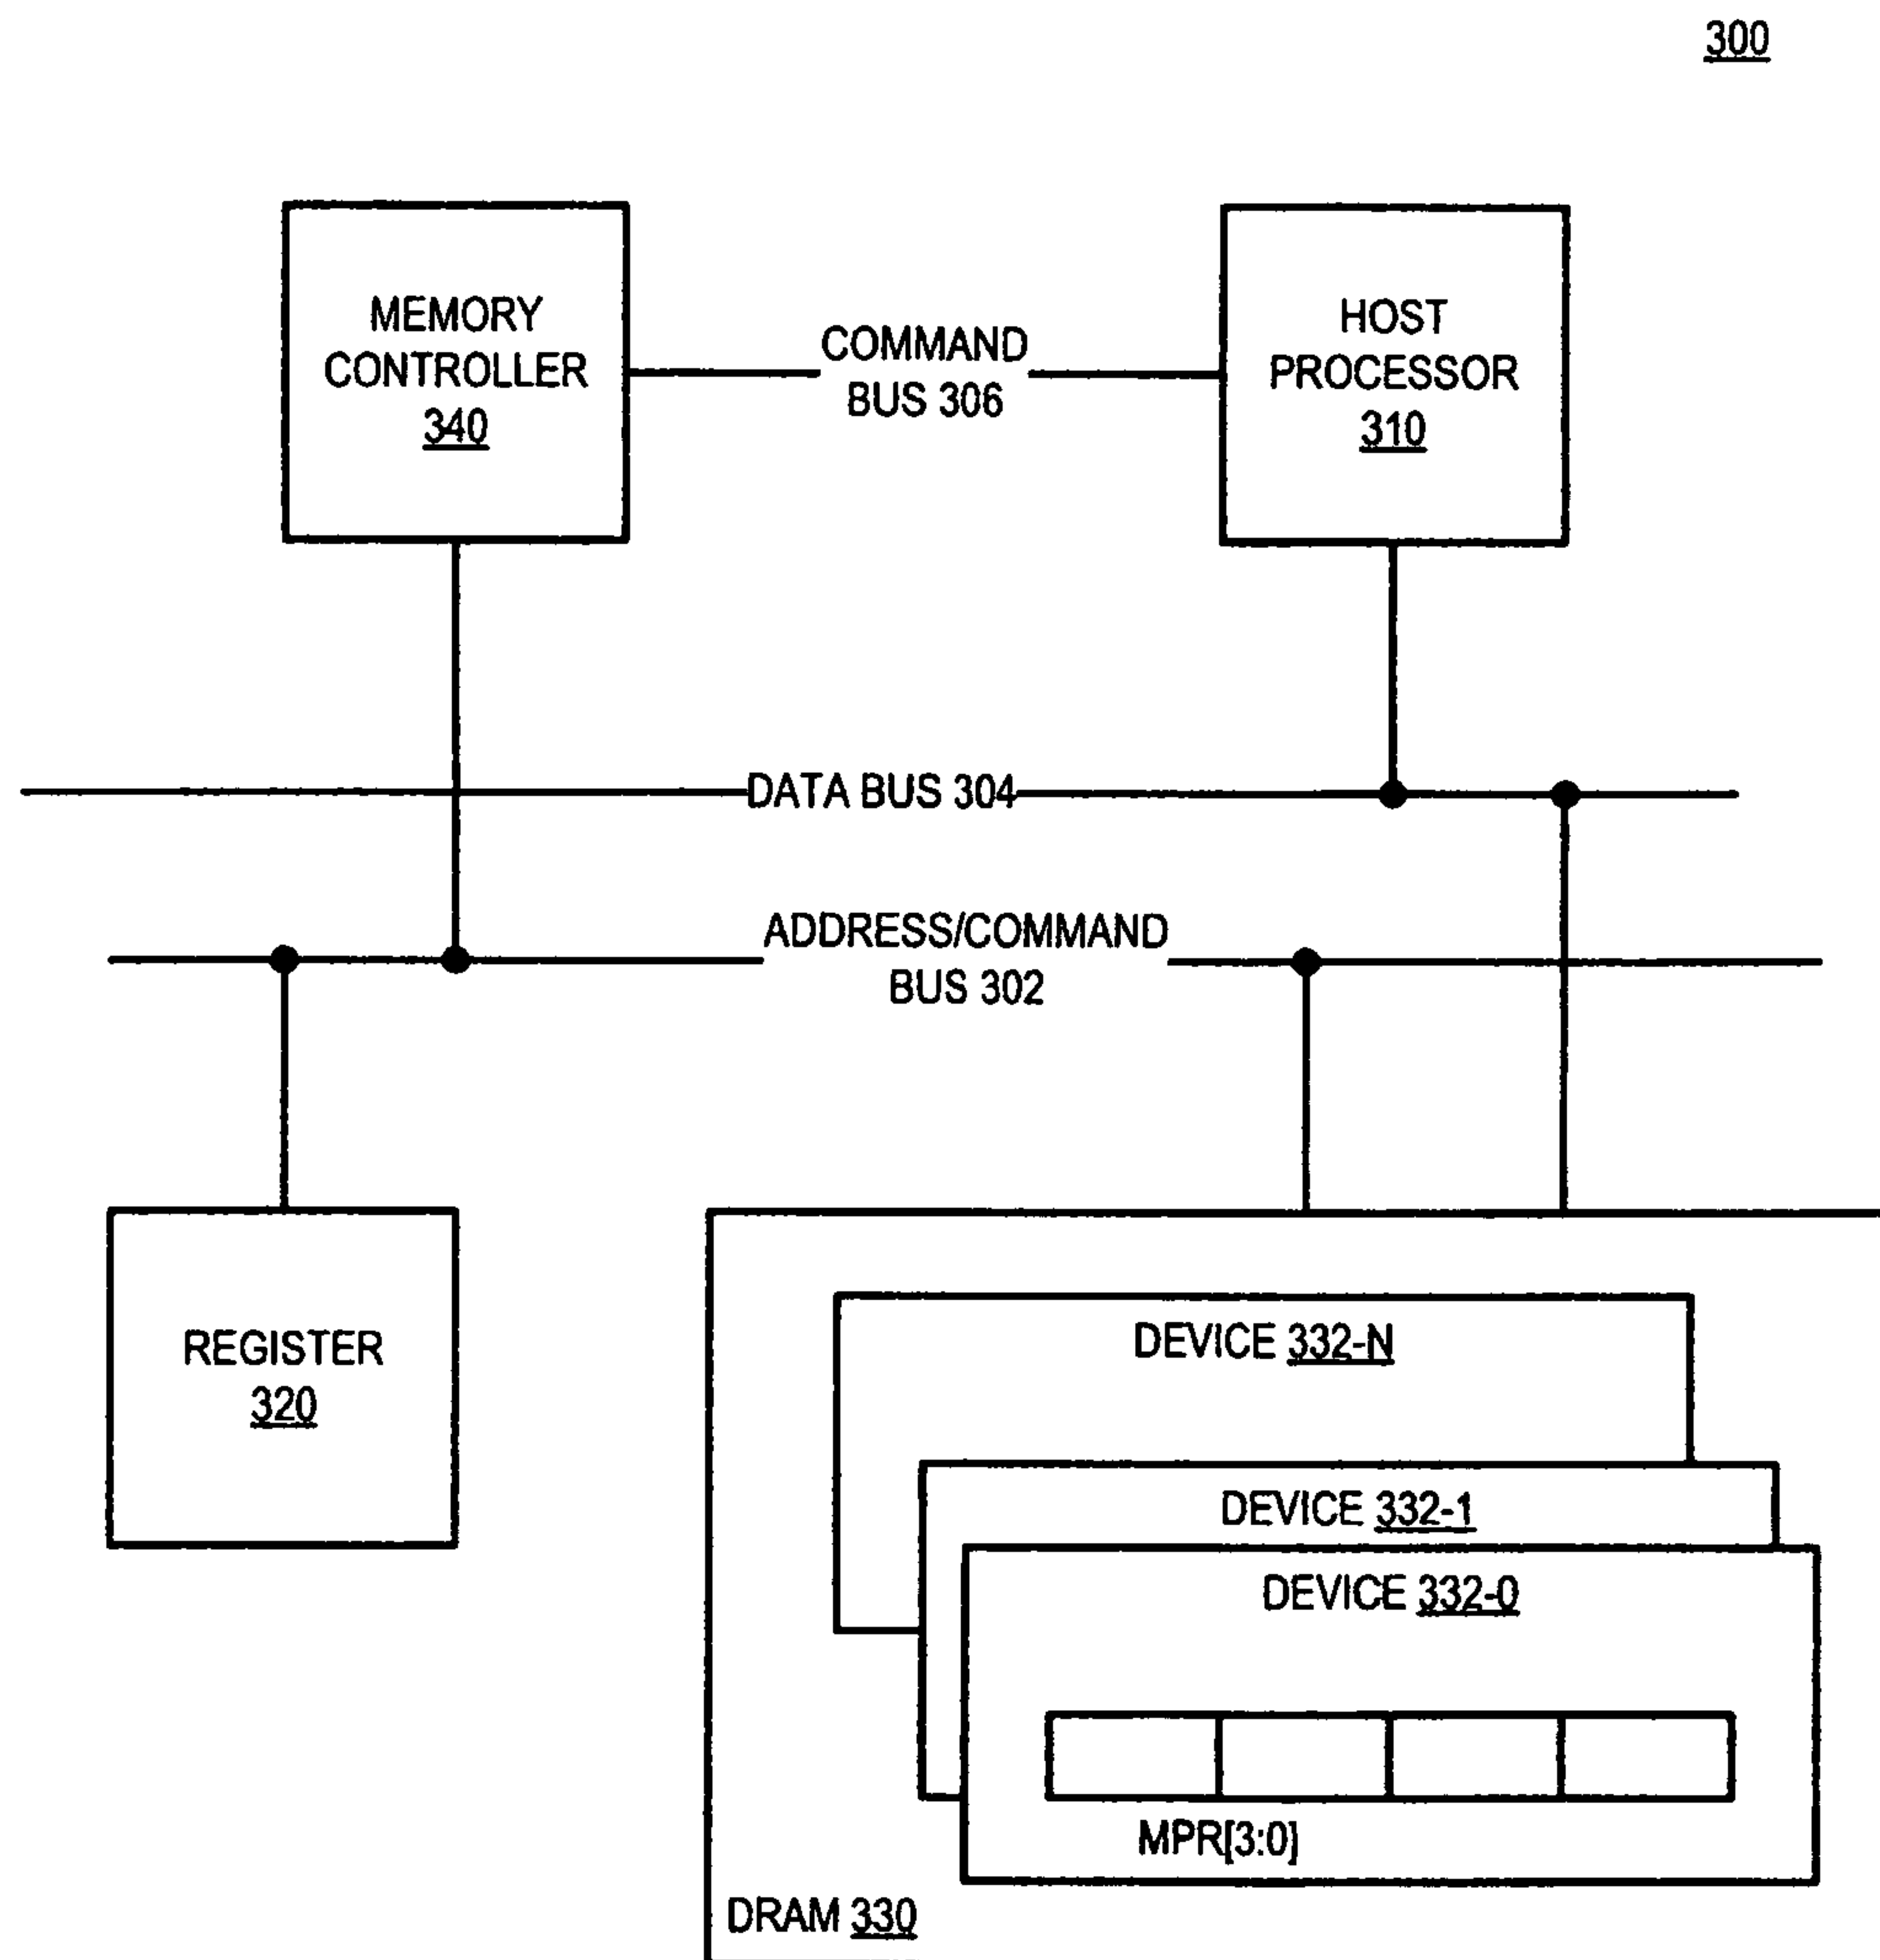 300
MEMORY
CONTROLLER
340
COMMAND
BUS 306
HOST
PROCESSOR
310
DATA BUS 304
ADDRESS/COMMAND
BUS 302
REGISTER
320
DEVICE 332-N
DEVICE 332-1
DEVICE 332-0
MPR[3:0]
DRAM 330